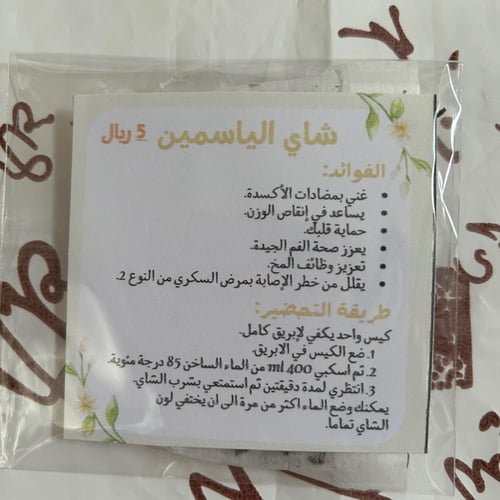 شاي الياسمين 5 ريال
الفوائد:
• غني بمضادات الأكسدة.
• يساعد في إنقاص الوزن.
• حماية قلبك.
• يعزز صحة الفم الجيدة.
• تعزيز وظائف المخ.
• يقلل من خطر الإصابة بمرض السكري من النوع 2.
طريقة التحضير:
كيس واحد يكفي لإبريق كامل.
1. ضع الكيس في الابريق.
2. ثم أسكبي 400 ml من الماء الساخن 85 درجة مئوية.
3. انتظري لمدة دقيقتين ثم استمتعي بشرب الشاي.
يمكنك وضع الماء اكثر من مرة الى ان يختفي لون
الشاي تماما.